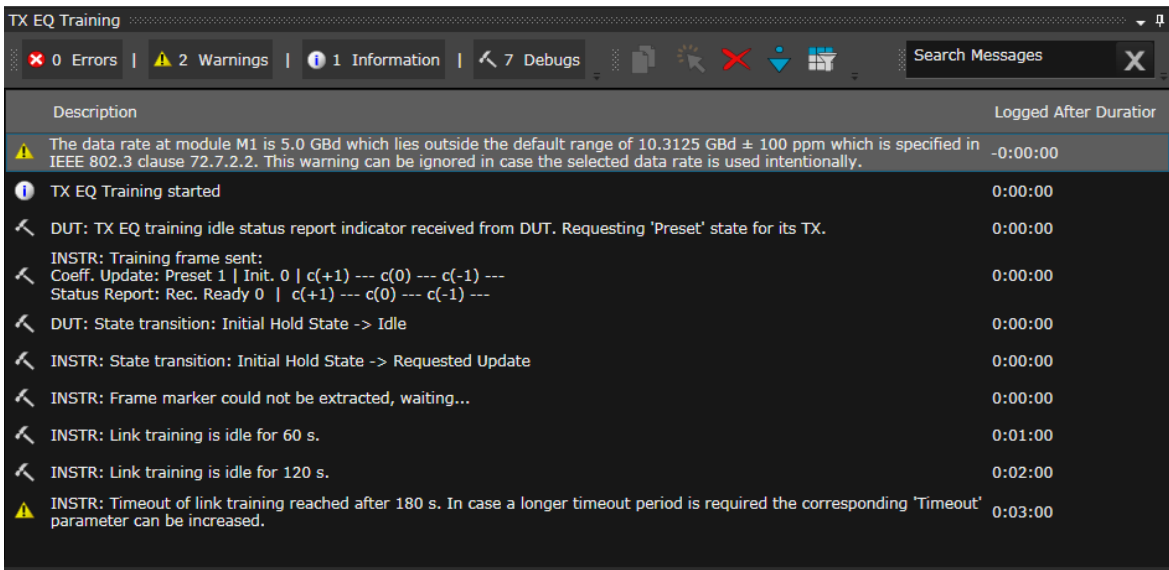 TX EQ Training
0 Errors | 2 Warnings | 1 Information | 7 Debugs Search Messages X
Description Logged After Duration
The data rate at module M1 is 5.0 GBd which lies outside the default range of 10.3125 GBd ± 100 ppm which is specified in
IEEE 802.3 clause 72.7.2.2. This warning can be ignored in case the selected data rate is used intentionally. -0:00:00
TX EQ Training started 0:00:00
DUT: TX EQ training idle status report indicator received from DUT. Requesting 'Preset' state for its TX. 0:00:00
INSTR: Training frame sent:
Coeff. Update: Preset 1 | Init. 0 | c(+1) --- c(0) --- c(-1) --- 0:00:00
Status Report: Rec. Ready 0 | c(+1) --- c(0) --- c(-1) ---
DUT: State transition: Initial Hold State -> Idle 0:00:00
INSTR: State transition: Initial Hold State -> Requested Update 0:00:00
INSTR: Frame marker could not be extracted, waiting... 0:00:00
INSTR: Link training is idle for 60 s. 0:01:00
INSTR: Link training is idle for 120 s. 0:02:00
INSTR: Timeout of link training reached after 180 s. In case a longer timeout period is required the corresponding 'Timeout'
parameter can be increased. 0:03:00